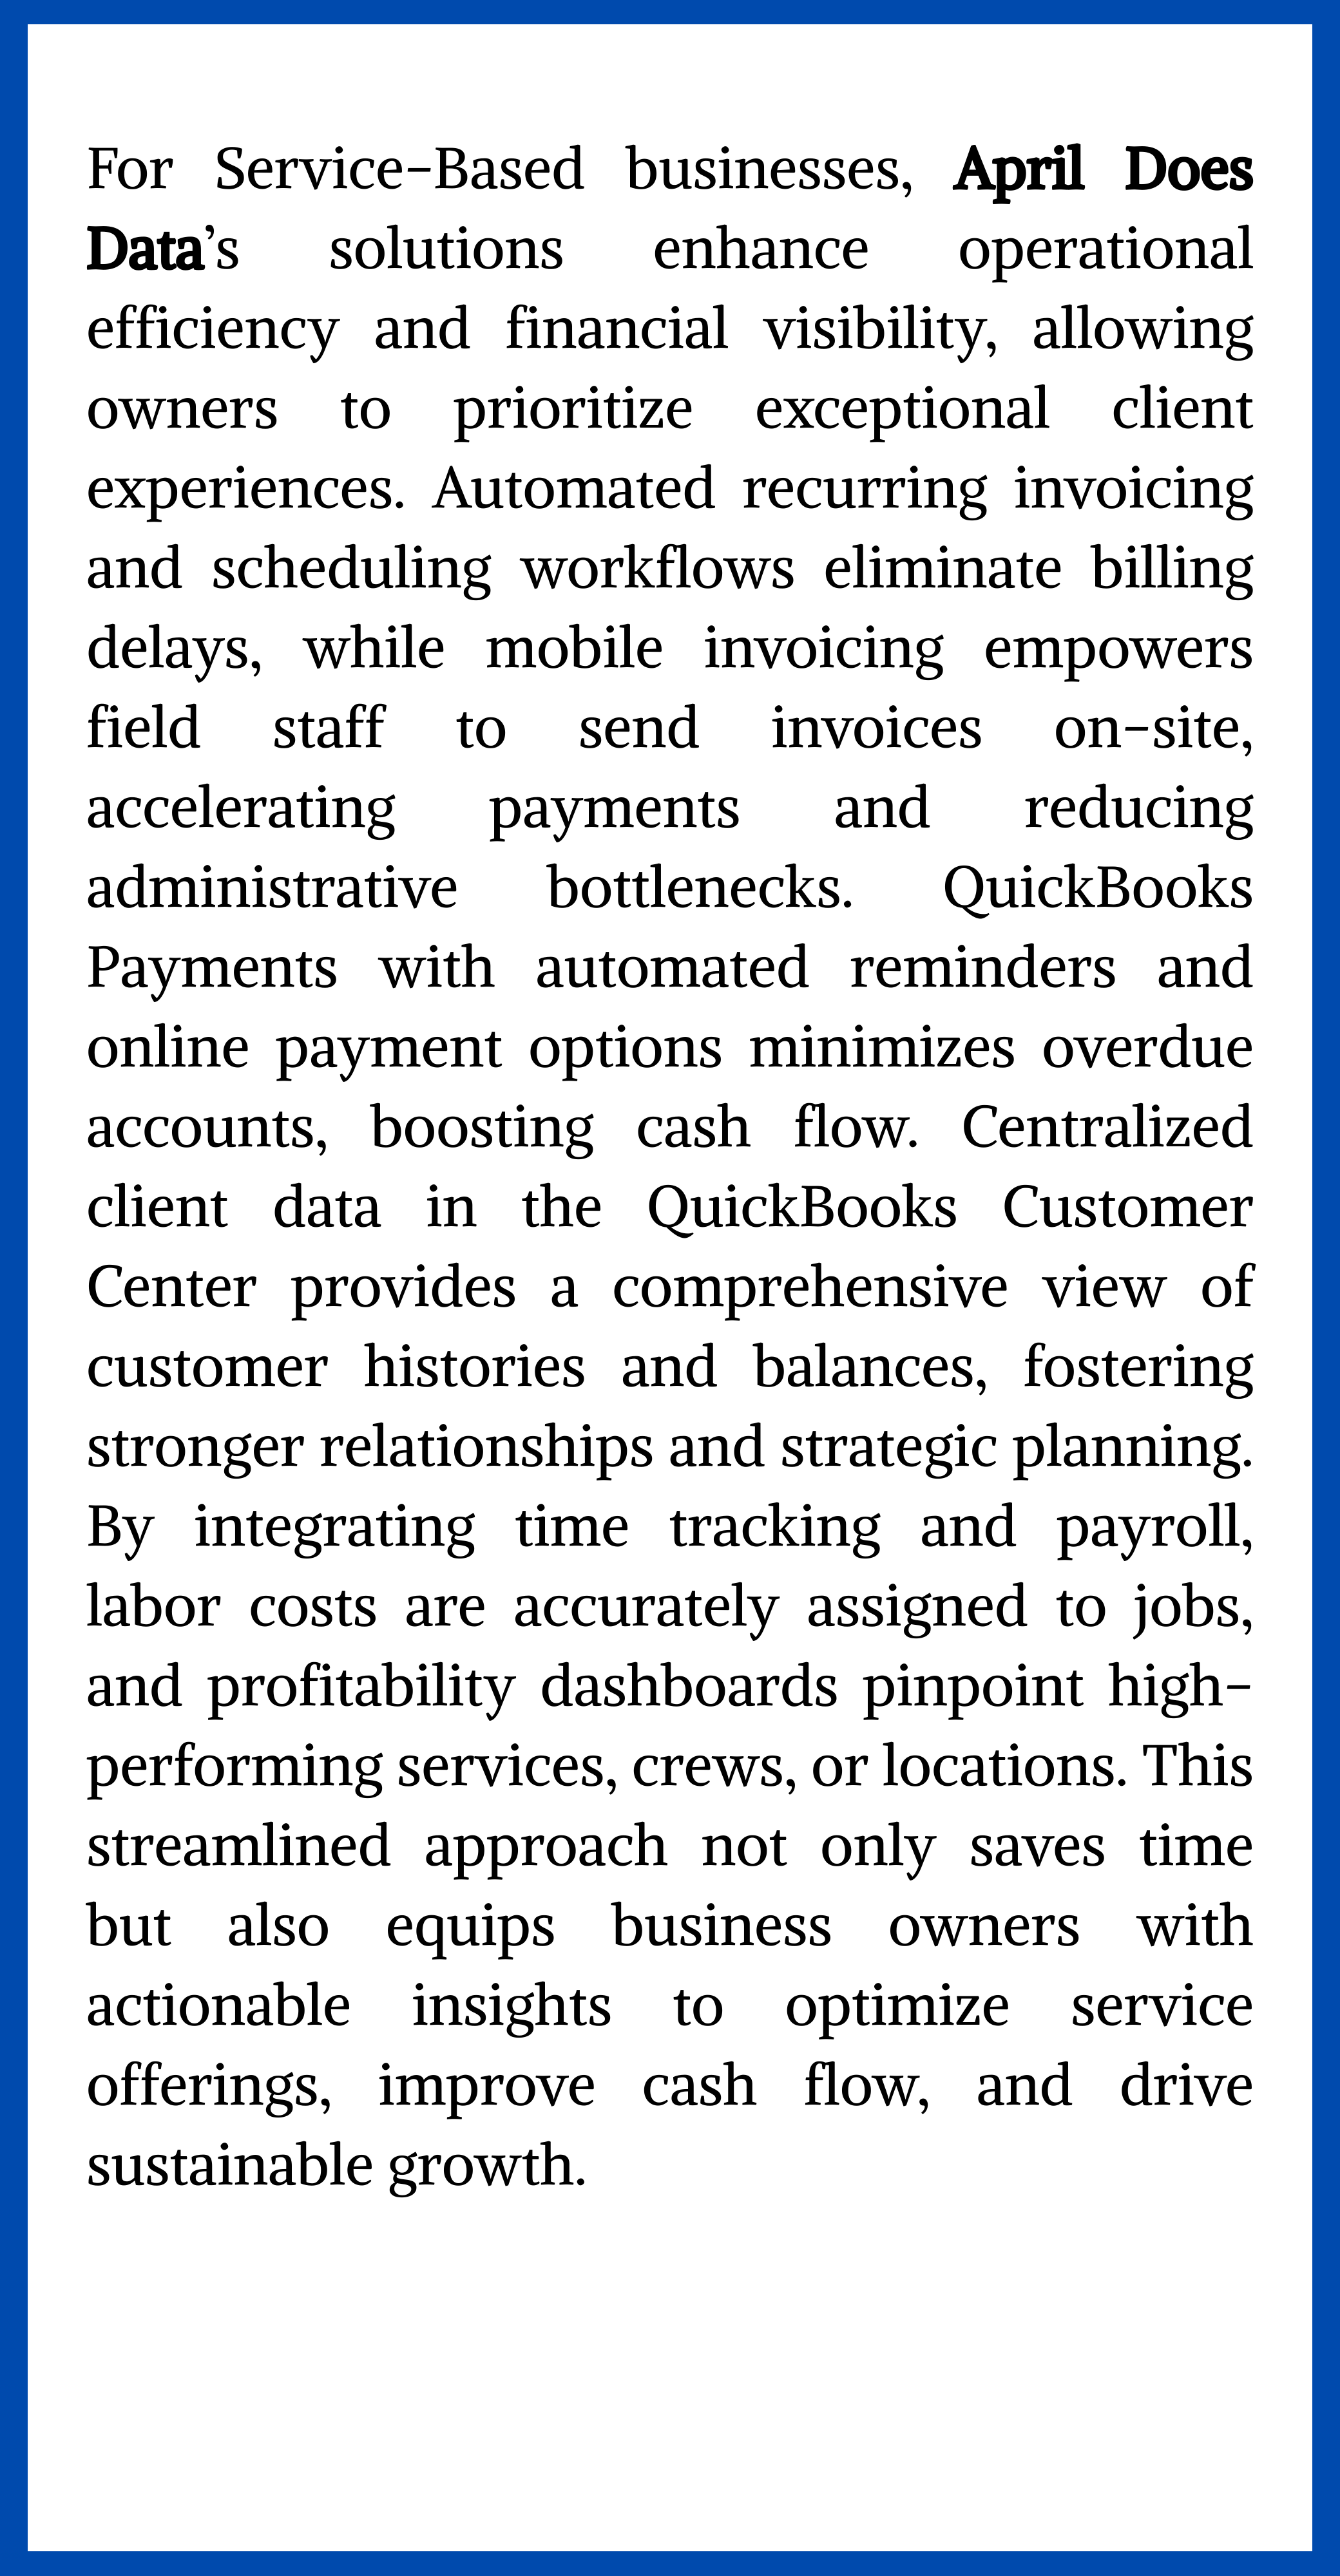 For Service-Based businesses, April Does
Data’s solutions enhance operational
efficiency and financial visibility, allowing
owners to prioritize exceptional client
experiences. Automated recurring invoicing
and scheduling workflows eliminate billing
delays, while mobile invoicing empowers
field staff to send invoices on-site,
accelerating payments and reducing
administrative bottlenecks. QuickBooks
Payments with automated reminders and
online payment options minimizes overdue
accounts, boosting cash flow. Centralized
client data in the QuickBooks Customer
Center provides a comprehensive view of
customer histories and balances, fostering
stronger relationships and strategic planning.
By integrating time tracking and payroll,
labor costs are accurately assigned to jobs,
and profitability dashboards pinpoint high-
performing services, crews, or locations. This
streamlined approach not only saves time
but also equips business owners with
actionable insights to optimize service
offerings, improve cash flow, and drive
sustainable growth.